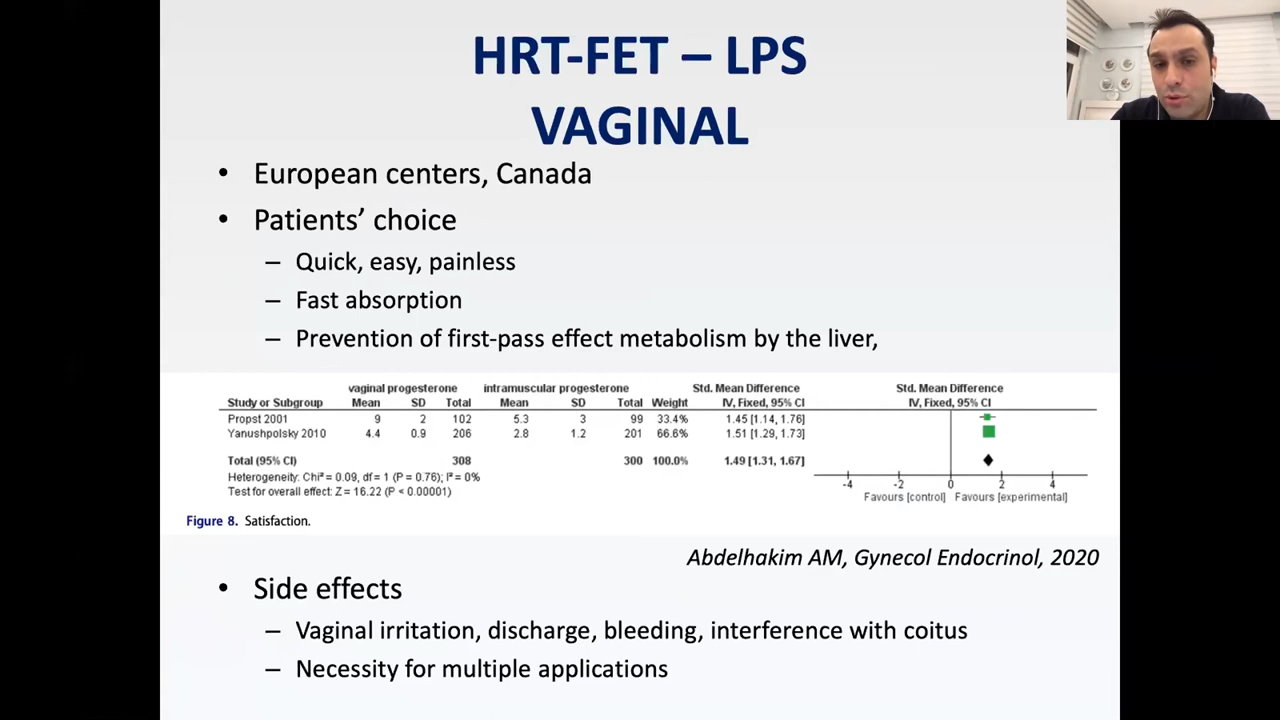 HRT-FET – LPS
VAGINAL
• European centers, Canada
• Patients’ choice
– Quick, easy, painless
– Fast absorption
– Prevention of first-pass effect metabolism by the liver,
vaginal progesterone intramuscular progesterone Std. Mean Difference Std. Mean Difference
Study or Subgroup Mean SD Total Mean SD Total Weight IV, Fixed, 95% CI IV, Fixed, 95% CI
Propst 2001 9 2 102 5.3 3 99 33.4% 1.45 [1.14, 1.76]
Yanushpolsky 2010 4.4 0.9 206 2.8 1.2 201 66.6% 1.51 [1.29, 1.73]
Total (95% CI) 308 300 100.0% 1.49 [1.31, 1.67]
Heterogeneity: Chi² = 0.09, df = 1 (P = 0.76); I² = 0%
Test for overall effect: Z = 16.22 (P < 0.00001)
-4 -2 0 2 4
Favours [control] Favours [experimental]
Figure 8. Satisfaction.
Abdelhakim AM, Gynecol Endocrinol, 2020
• Side effects
– Vaginal irritation, discharge, bleeding, interference with coitus
– Necessity for multiple applications